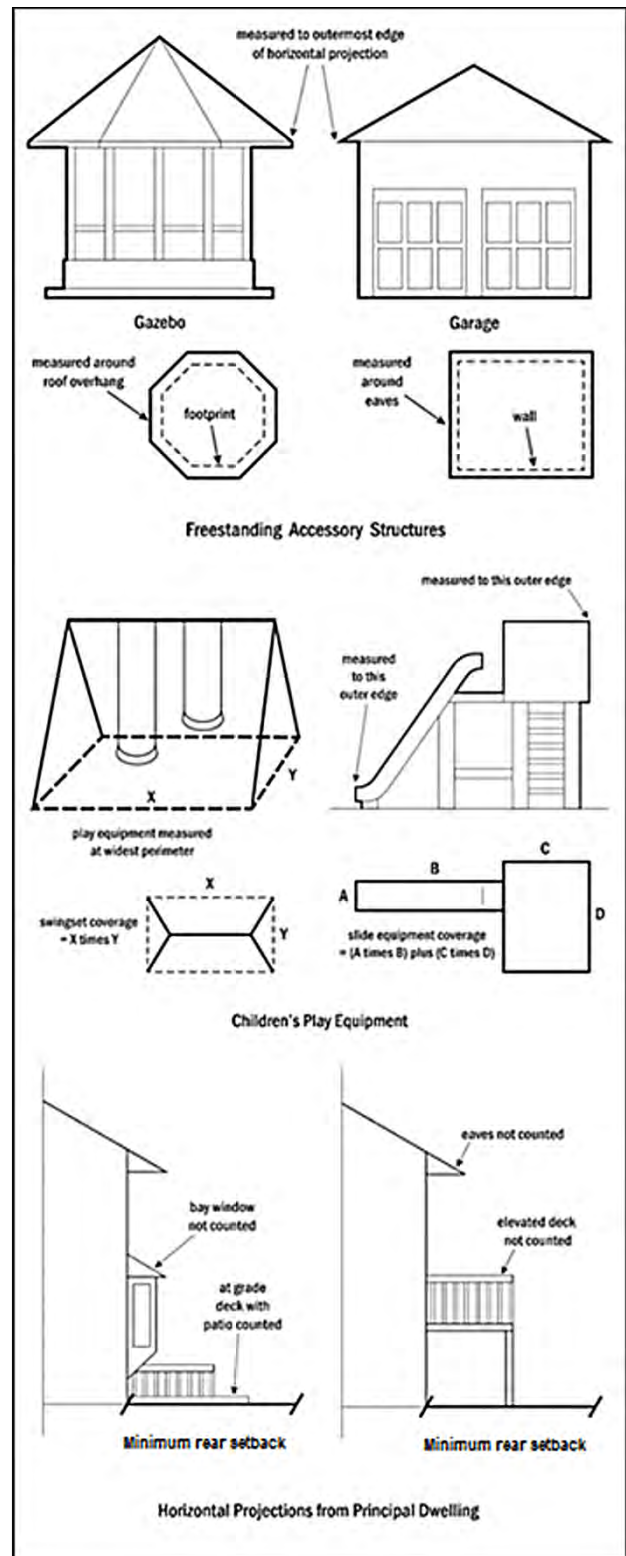 measured to outermost edge
of horizontal projection
Gazebo
Garage
measured around
roof overhang
footprint
measured
around
eaves
wall
Freestanding Accessory Structures
measured to this outer edge
measured
to this
outer edge
X
Y
play equipment measured
at widest perimeter
X
Y
swingset coverage
= X times Y
A
B
C
D
slide equipment coverage
= (A times B) plus (C times D)
Children's Play Equipment
bay window
not counted
at grade
deck with
patio counted
Minimum rear setback
eaves not counted
elevated deck
not counted
Minimum rear setback
Horizontal Projections from Principal Dwelling